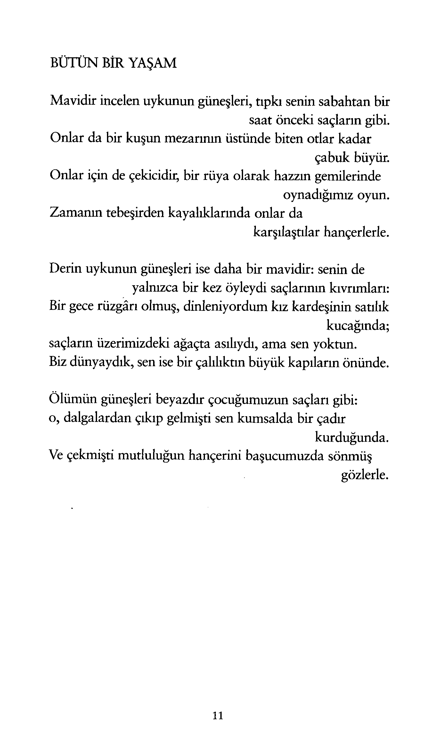 BÜTÜN BİR YAŞAM
Mavidir incelen uykunun güneşleri, tıpkı senin sabahtan bir
saat önceki saçların gibi.
Onlar da bir kuşun mezarının üstünde biten otlar kadar
çabuk büyür.
Onlar için de çekicidir, bir rüya olarak hazzın gemilerinde
oynadığımız oyun.
Zamanın tebeşirden kayalıklarında onlar da
karşılaştılar hançerlerle.
Derin uykunun güneşleri ise daha bir mavidir: senin de
yalnızca bir kez öyleydi saçlarının kıvrımları:
Bir gece rüzgârı olmuş, dinleniyordum kız kardeşinin satılık
kucağında;
saçların üzerimizdeki ağaçta asılıydı, ama sen yoktun.
Biz dünyaydık, sen ise bir çalılıktın büyük kapıların önünde.
Ölümün güneşleri beyazdır çocuğumuzun saçları gibi:
o, dalgalardan çıkıp gelmişti sen kumsalda bir çadır
kurduğunda.
Ve çekmişti mutluluğun hançerini başucumuzda sönmüş
gözlerle.
11